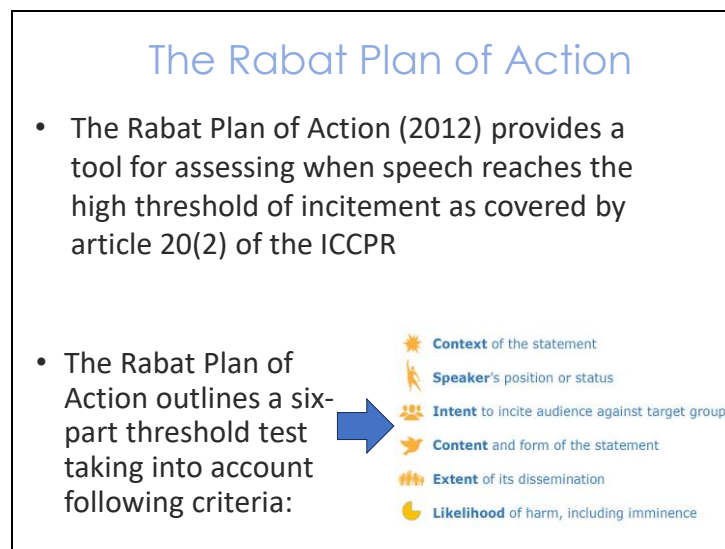 The Rabat Plan of Action
• The Rabat Plan of Action (2012) provides a
tool for assessing when speech reaches the
high threshold of incitement as covered by
article 20(2) of the ICCPR
• The Rabat Plan of
Action outlines a six-
part threshold test
taking into account
following criteria:
Context of the statement
Speaker's position or status
Intent to incite audience against target group
Content and form of the statement
Extent of its dissemination
Likelihood of harm, including imminence